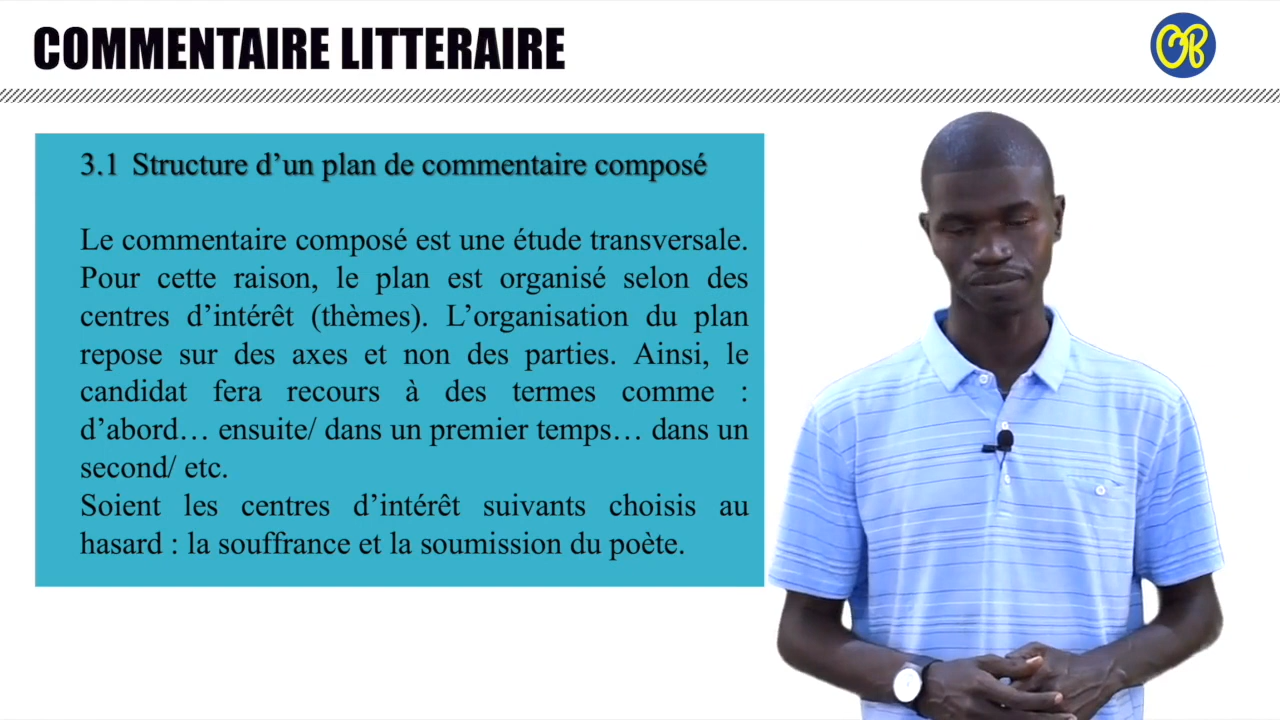 COMMENTAIRE LITTERAIRE
3.1 Structure d’un plan de commentaire composé
Le commentaire composé est une étude transversale.
Pour cette raison, le plan est organisé selon des
centres d’intérêt (thèmes). L’organisation du plan
repose sur des axes et non des parties. Ainsi, le
candidat fera recours à des termes comme :
d’abord… ensuite/ dans un premier temps… dans un
second/ etc.
Soient les centres d’intérêt suivants choisis au
hasard : la souffrance et la soumission du poète.